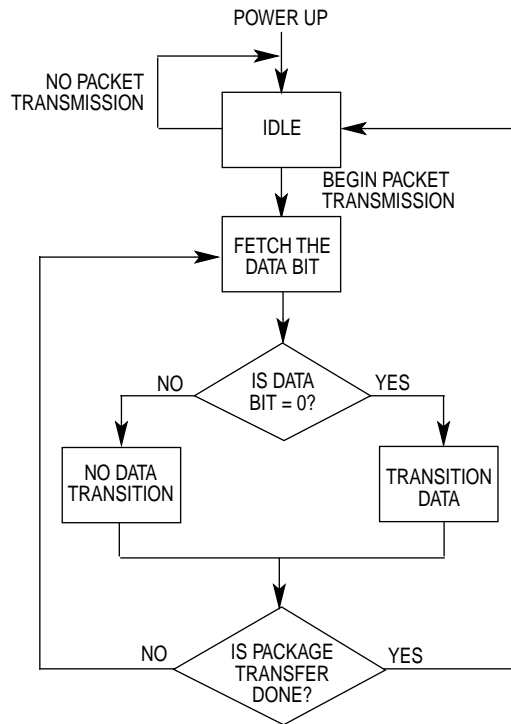 POWER UP
NO PACKET
TRANSMISSION
IDLE
BEGIN PACKET
TRANSMISSION
FETCH THE
DATA BIT
NO
IS DATA
BIT = 0?
YES
NO DATA
TRANSITION
TRANSITION
DATA
NO
IS PACKAGE
TRANSFER
DONE?
YES